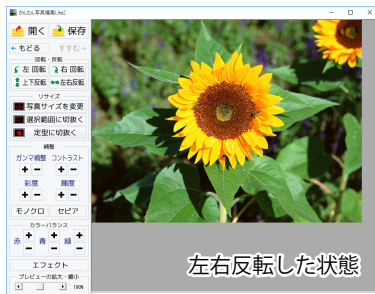 かんたん写真編集Lite2
開く 保存
もどる すすむ
回転・反転
左 回転 右 回転
上下反転 左右反転
リサイズ
写真サイズを変更
選択範囲に切抜く
定型に切抜く
補整
ガンマ補整 コントラスト
+ - + -
彩度 輝度
+ - + -
モノクロ セピア
カラーバランス
赤 + - 青 + - 緑 + -
エフェクト
プレビューの拡大・縮小
100%
左右反転した状態